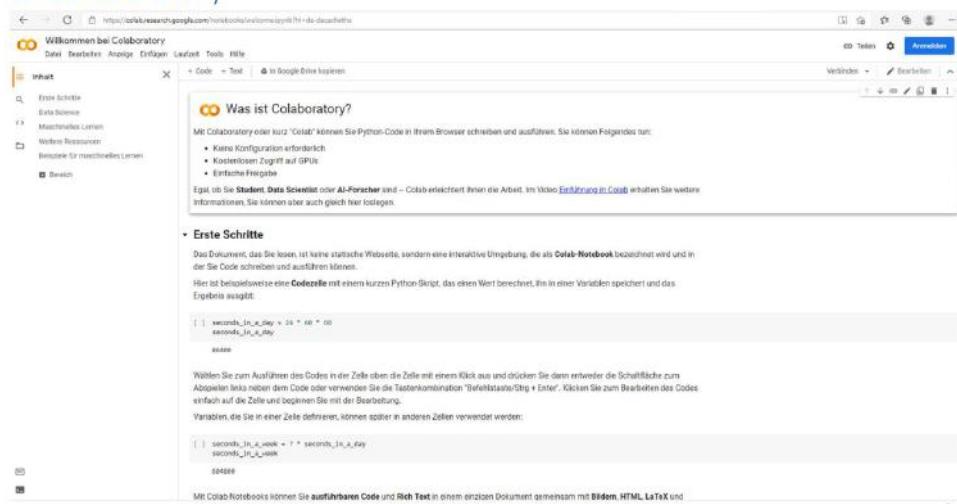 https://colab.research.google.com/notebooks/welcome.ipynb?hl=de
Willkommen bei Colaboratory
Datei Bearbeiten Anzeige Einfügen Laufzeit Tools Hilfe
Teilen
Anmelden
Inhalt
+ Code + Text In Google Drive kopieren
Verbinden
Bearbeiten
Erste Schritte
Data Science
Maschinelles Lernen
Weitere Ressourcen
Beispiele für maschinelles Lernen
Bereich
Was ist Colaboratory?
Mit Colaboratory oder kurz "Colab" können Sie Python-Code in Ihrem Browser schreiben und ausführen. Sie können Folgendes tun:
• Keine Konfiguration erforderlich
• Kostenlosen Zugriff auf GPUs
• Einfache Freigabe
Egal, ob Sie Student, Data Scientist oder AI-Forscher sind – Colab erleichtert Ihnen die Arbeit. Im Video Einführung in Colab erhalten Sie weitere
Informationen, Sie können aber auch gleich hier loslegen.
Erste Schritte
Das Dokument, das Sie lesen, ist keine statische Webseite, sondern eine interaktive Umgebung, die als Colab-Notebook bezeichnet wird und in
der Sie Code schreiben und ausführen können.
Hier ist beispielsweise eine Codezelle mit einem kurzen Python-Skript, das einen Wert berechnet, ihn in einer Variablen speichert und das
Ergebnis ausgibt:
[ ] seconds_in_a_day = 24 * 60 * 60
seconds_in_a_day
86400
Wählen Sie zum Ausführen des Codes in der Zelle oben die Zelle mit einem Klick aus und drücken Sie dann entweder die Schaltfläche zum
Abspielen links neben dem Code oder verwenden Sie die Tastenkombination "Befehlstaste/Strg + Enter". Klicken Sie zum Bearbeiten des Codes
einfach auf die Zelle und beginnen Sie mit der Bearbeitung.
Variablen, die Sie in einer Zelle definieren, können später in anderen Zellen verwendet werden:
[ ] seconds_in_a_week = 7 * seconds_in_a_day
seconds_in_a_week
604800
Mit Colab-Notebooks können Sie ausführbaren Code und Rich Text in einem einzigen Dokument gemeinsam mit Bildern, HTML, LaTeX und